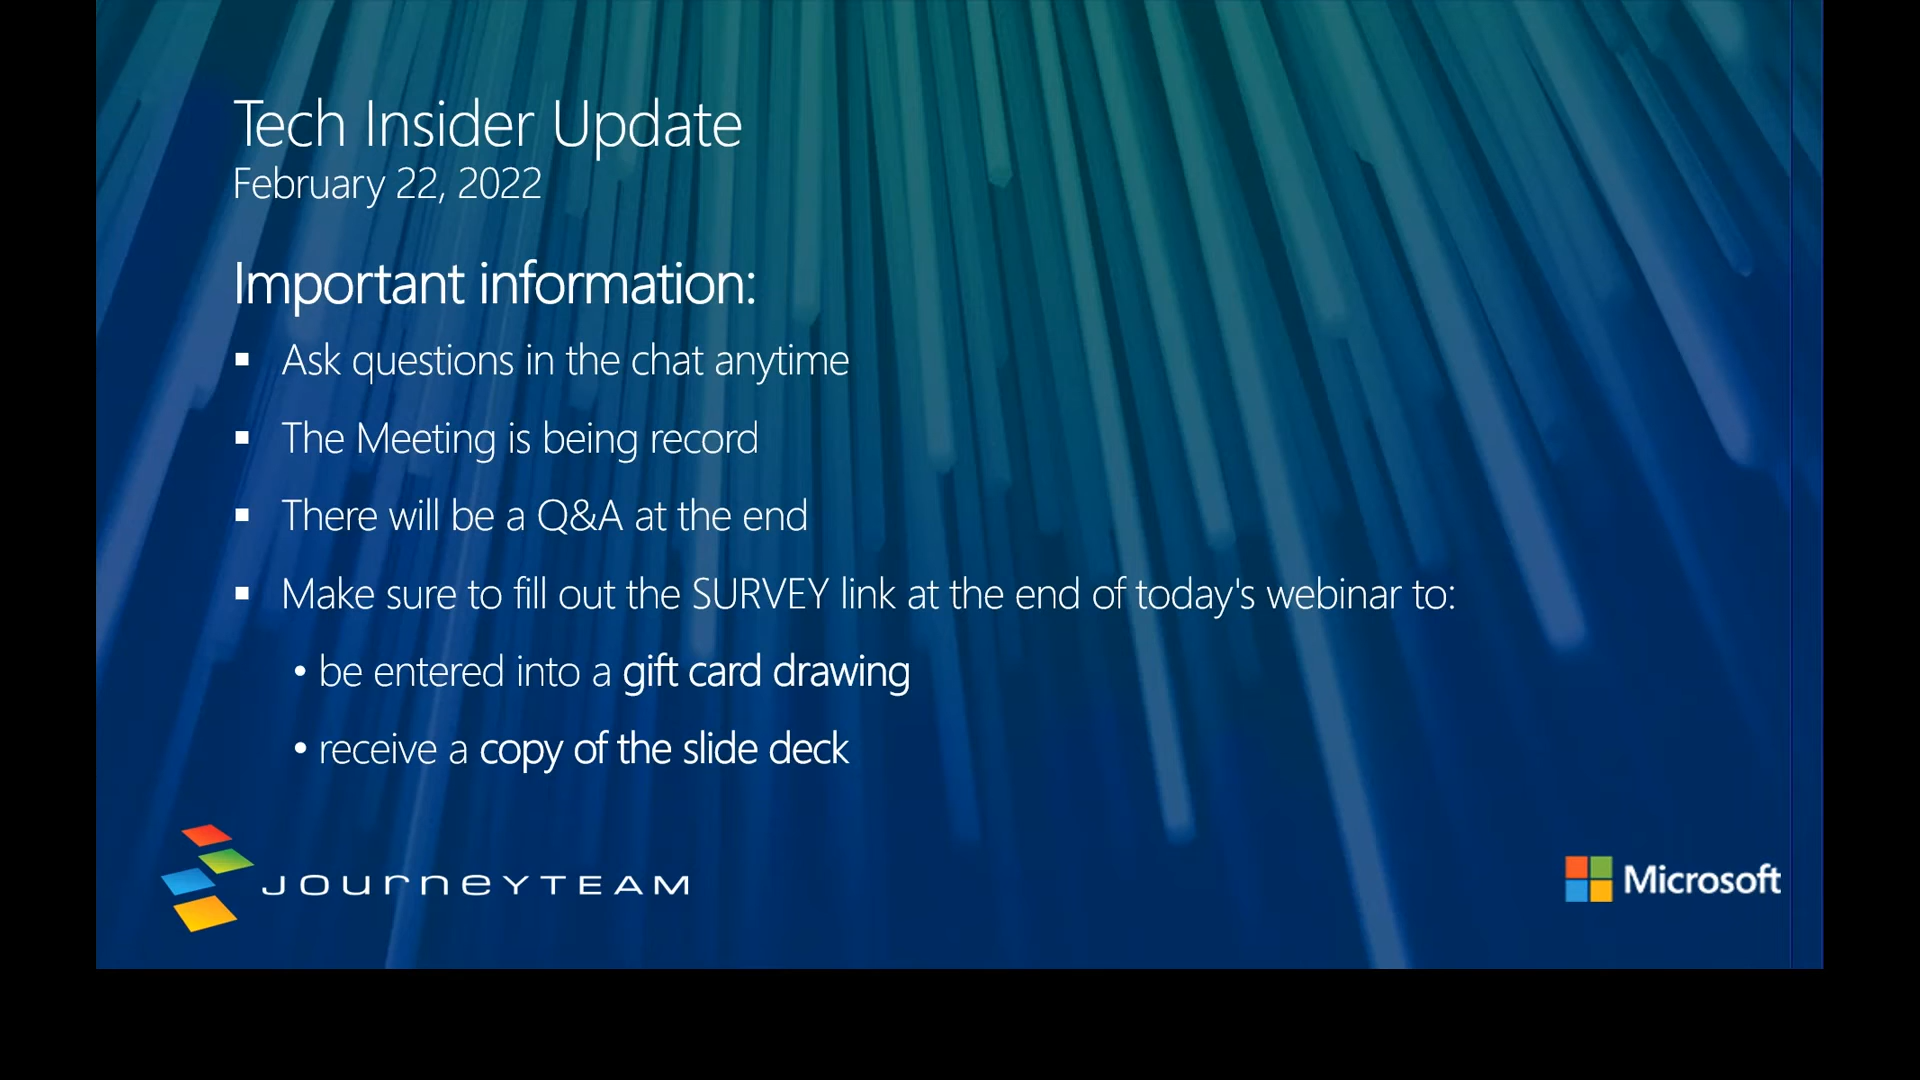 Tech Insider Update
February 22, 2022
Important information:
▪ Ask questions in the chat anytime
▪ The Meeting is being record
▪ There will be a Q&A at the end
▪ Make sure to fill out the SURVEY link at the end of today's webinar to:
• be entered into a gift card drawing
• receive a copy of the slide deck
JOURNEYTEAM
Microsoft